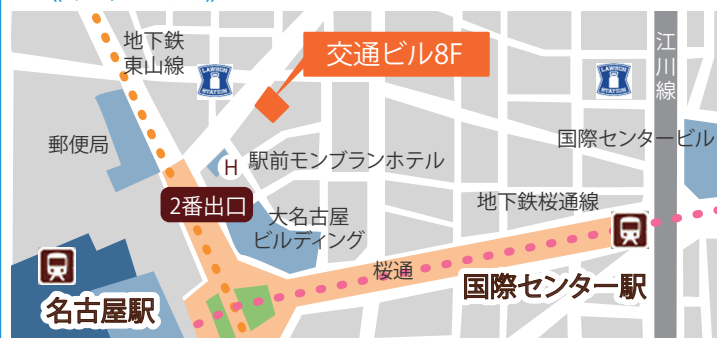 地下鉄
東山線
LAWSON
STATION
交通ビル8F
LAWSON
STATION
江川線
郵便局
H
駅前モンブランホテル
国際センタービル
2番出口
大名古屋
ビルディング
地下鉄桜通線
桜通
名古屋駅
国際センター駅